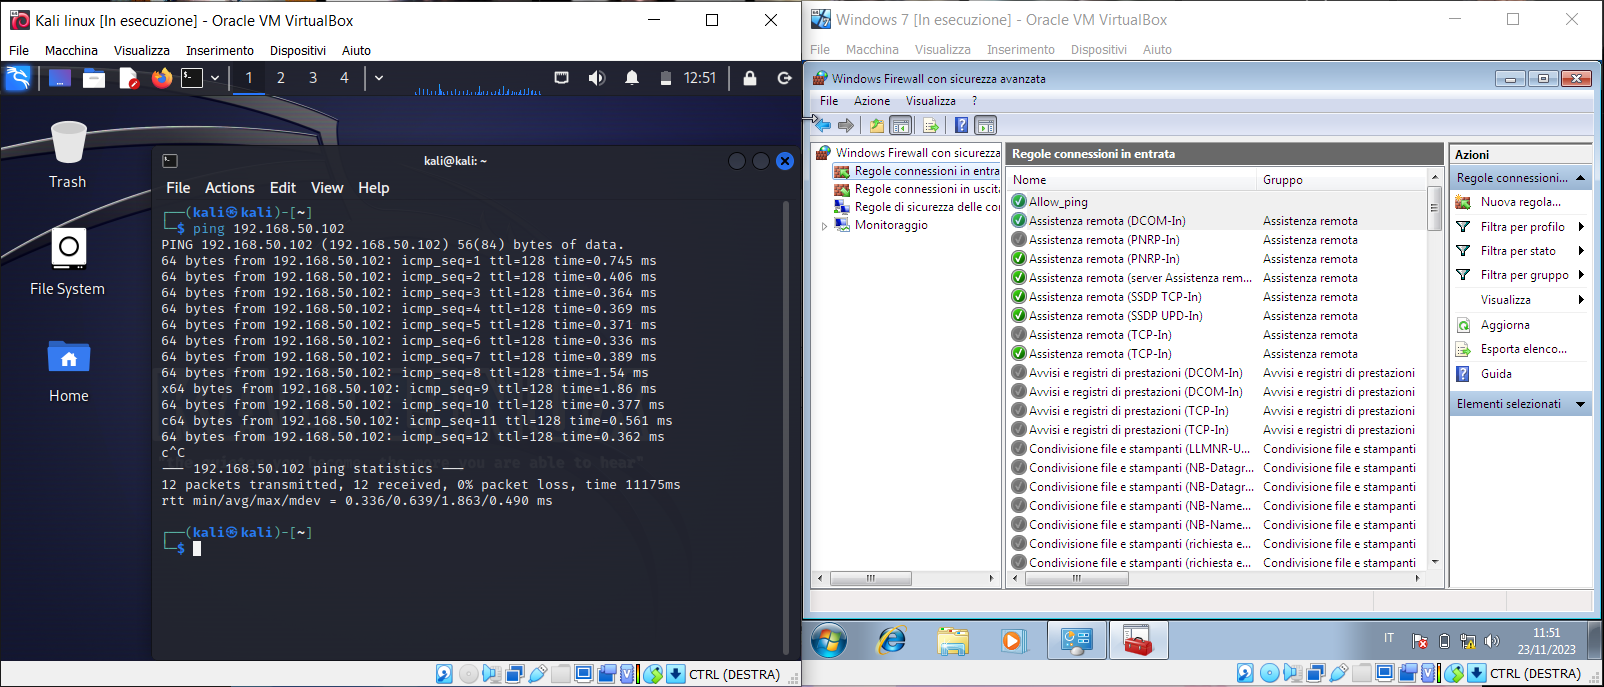 Kali linux [In esecuzione] - Oracle VM VirtualBox
File Macchina Visualizza Inserimento Dispositivi Aiuto
1 2 3 4 12:51
Trash
File System
Home
kali@kali: ~
File Actions Edit View Help
┌──(kali㉿kali)-[~]
└─$ ping 192.168.50.102
PING 192.168.50.102 (192.168.50.102) 56(84) bytes of data.
64 bytes from 192.168.50.102: icmp_seq=1 ttl=128 time=0.745 ms
64 bytes from 192.168.50.102: icmp_seq=2 ttl=128 time=0.406 ms
64 bytes from 192.168.50.102: icmp_seq=3 ttl=128 time=0.364 ms
64 bytes from 192.168.50.102: icmp_seq=4 ttl=128 time=0.369 ms
64 bytes from 192.168.50.102: icmp_seq=5 ttl=128 time=0.371 ms
64 bytes from 192.168.50.102: icmp_seq=6 ttl=128 time=0.336 ms
64 bytes from 192.168.50.102: icmp_seq=7 ttl=128 time=0.389 ms
64 bytes from 192.168.50.102: icmp_seq=8 ttl=128 time=1.54 ms
x64 bytes from 192.168.50.102: icmp_seq=9 ttl=128 time=1.86 ms
64 bytes from 192.168.50.102: icmp_seq=10 ttl=128 time=0.377 ms
c64 bytes from 192.168.50.102: icmp_seq=11 ttl=128 time=0.561 ms
64 bytes from 192.168.50.102: icmp_seq=12 ttl=128 time=0.362 ms
c^C
— 192.168.50.102 ping statistics —
you are able to hear"
12 packets transmitted, 12 received, 0% packet loss, time 11175ms
rtt min/avg/max/mdev = 0.336/0.639/1.863/0.490 ms
┌──(kali㉿kali)-[~]
└─$
CTRL (DESTRA)
Windows 7 [In esecuzione] - Oracle VM VirtualBox
File Macchina Visualizza Inserimento Dispositivi Aiuto
Windows Firewall con sicurezza avanzata
File Azione Visualizza ?
Windows Firewall con sicurezza
Regole connessioni in entra
Regole connessioni in uscit
Regole di sicurezza delle co
Monitoraggio
Regole connessioni in entrata
Nome Gruppo
Allow_ping
Assistenza remota (DCOM-In) Assistenza remota
Assistenza remota (PNRP-In) Assistenza remota
Assistenza remota (PNRP-In) Assistenza remota
Assistenza remota (server Assistenza rem... Assistenza remota
Assistenza remota (SSDP TCP-In) Assistenza remota
Assistenza remota (SSDP UPD-In) Assistenza remota
Assistenza remota (TCP-In) Assistenza remota
Assistenza remota (TCP-In) Assistenza remota
Avvisi e registri di prestazioni (DCOM-In) Avvisi e registri di prestazioni
Avvisi e registri di prestazioni (DCOM-In) Avvisi e registri di prestazioni
Avvisi e registri di prestazioni (TCP-In) Avvisi e registri di prestazioni
Avvisi e registri di prestazioni (TCP-In) Avvisi e registri di prestazioni
Condivisione file e stampanti (LLMNR-U... Condivisione file e stampanti
Condivisione file e stampanti (NB-Datagr... Condivisione file e stampanti
Condivisione file e stampanti (NB-Datagr... Condivisione file e stampanti
Condivisione file e stampanti (NB-Name... Condivisione file e stampanti
Condivisione file e stampanti (NB-Name... Condivisione file e stampanti
Condivisione file e stampanti (richiesta e... Condivisione file e stampanti
Condivisione file e stampanti (richiesta e... Condivisione file e stampanti
Azioni
Regole connessioni...
Nuova regola...
Filtra per profilo
Filtra per stato
Filtra per gruppo
Visualizza
Aggiorna
Esporta elenco...
Guida
Elementi selezionati
IT
11:51
23/11/2023
CTRL (DESTRA)